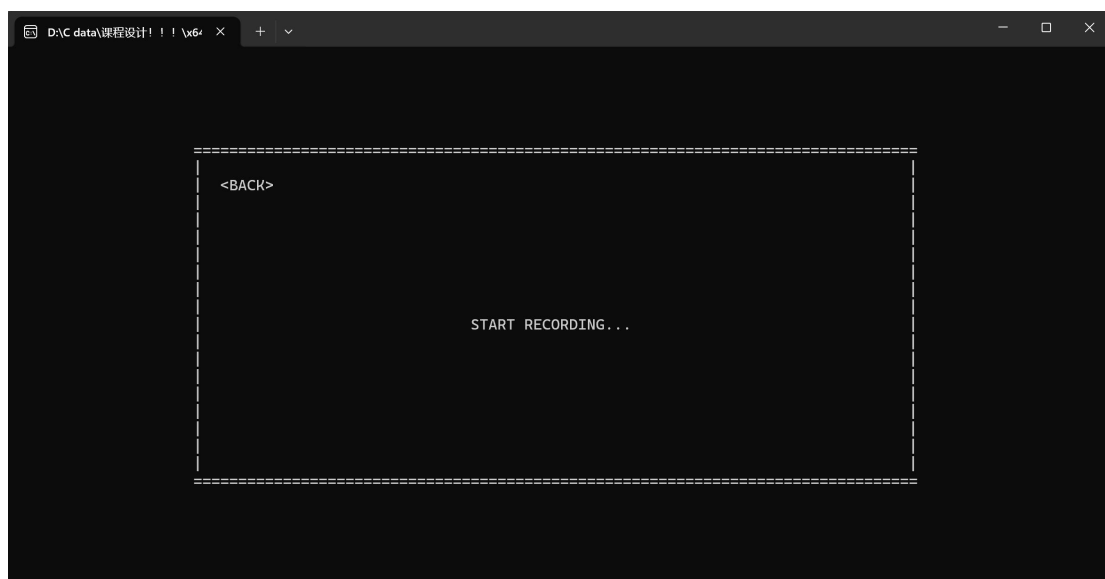 D:\C data\课程设计！！！\x64
<BACK>
START RECORDING...